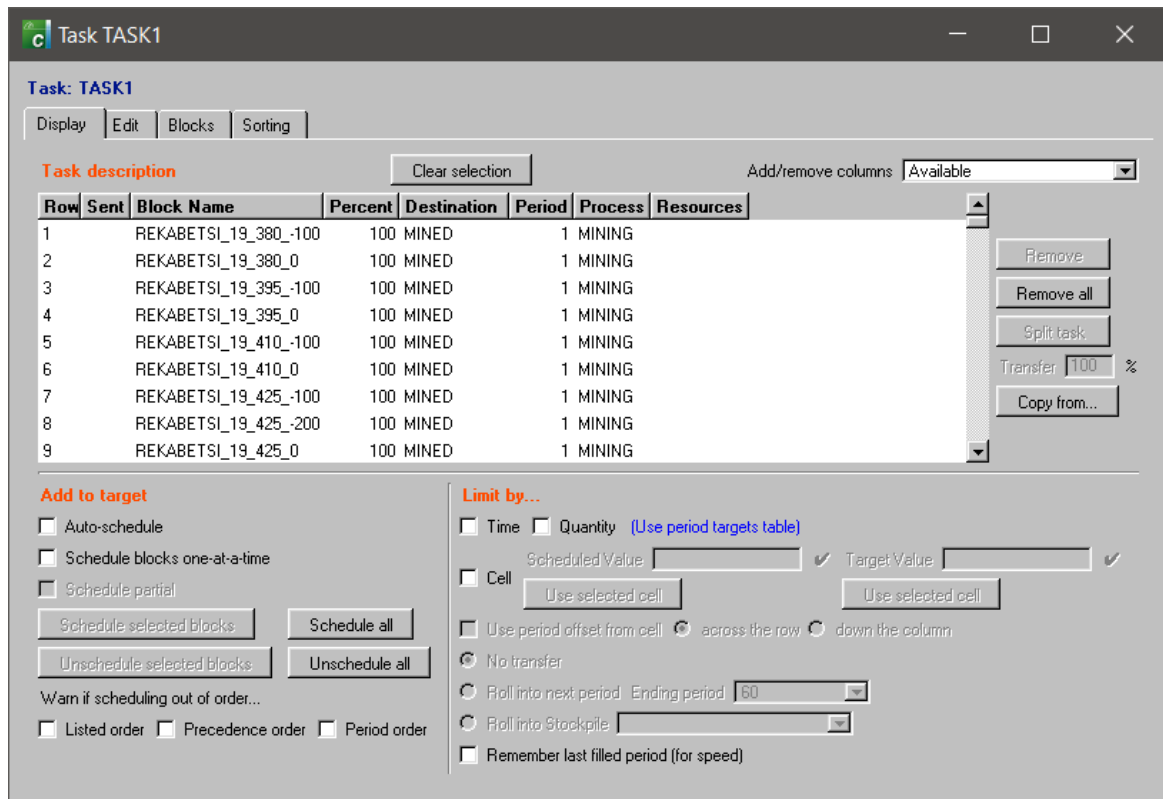 Task TASK1
Task: TASK1
Display Edit Blocks Sorting
Task description Clear selection Add/remove columns Available
Row Sent Block Name Percent Destination Period Process Resources
1 REKABETSI_19_380_-100 100 MINED 1 MINING
2 REKABETSI_19_380_0 100 MINED 1 MINING
3 REKABETSI_19_395_-100 100 MINED 1 MINING
4 REKABETSI_19_395_0 100 MINED 1 MINING
5 REKABETSI_19_410_-100 100 MINED 1 MINING
6 REKABETSI_19_410_0 100 MINED 1 MINING
7 REKABETSI_19_425_-100 100 MINED 1 MINING
8 REKABETSI_19_425_-200 100 MINED 1 MINING
9 REKABETSI_19_425_0 100 MINED 1 MINING
Remove
Remove all
Split task
Transfer 100 %
Copy from...
Add to target
Auto-schedule
Schedule blocks one-at-a-time
Schedule partial
Schedule selected blocks Schedule all
Unschedule selected blocks Unschedule all
Warn if scheduling out of order...
Listed order Precedence order Period order
Limit by...
Time Quantity (Use period targets table)
Scheduled Value Target Value
Cell
Use selected cell Use selected cell
Use period offset from cell across the row down the column
No transfer
Roll into next period Ending period 60
Roll into Stockpile
Remember last filled period (for speed)